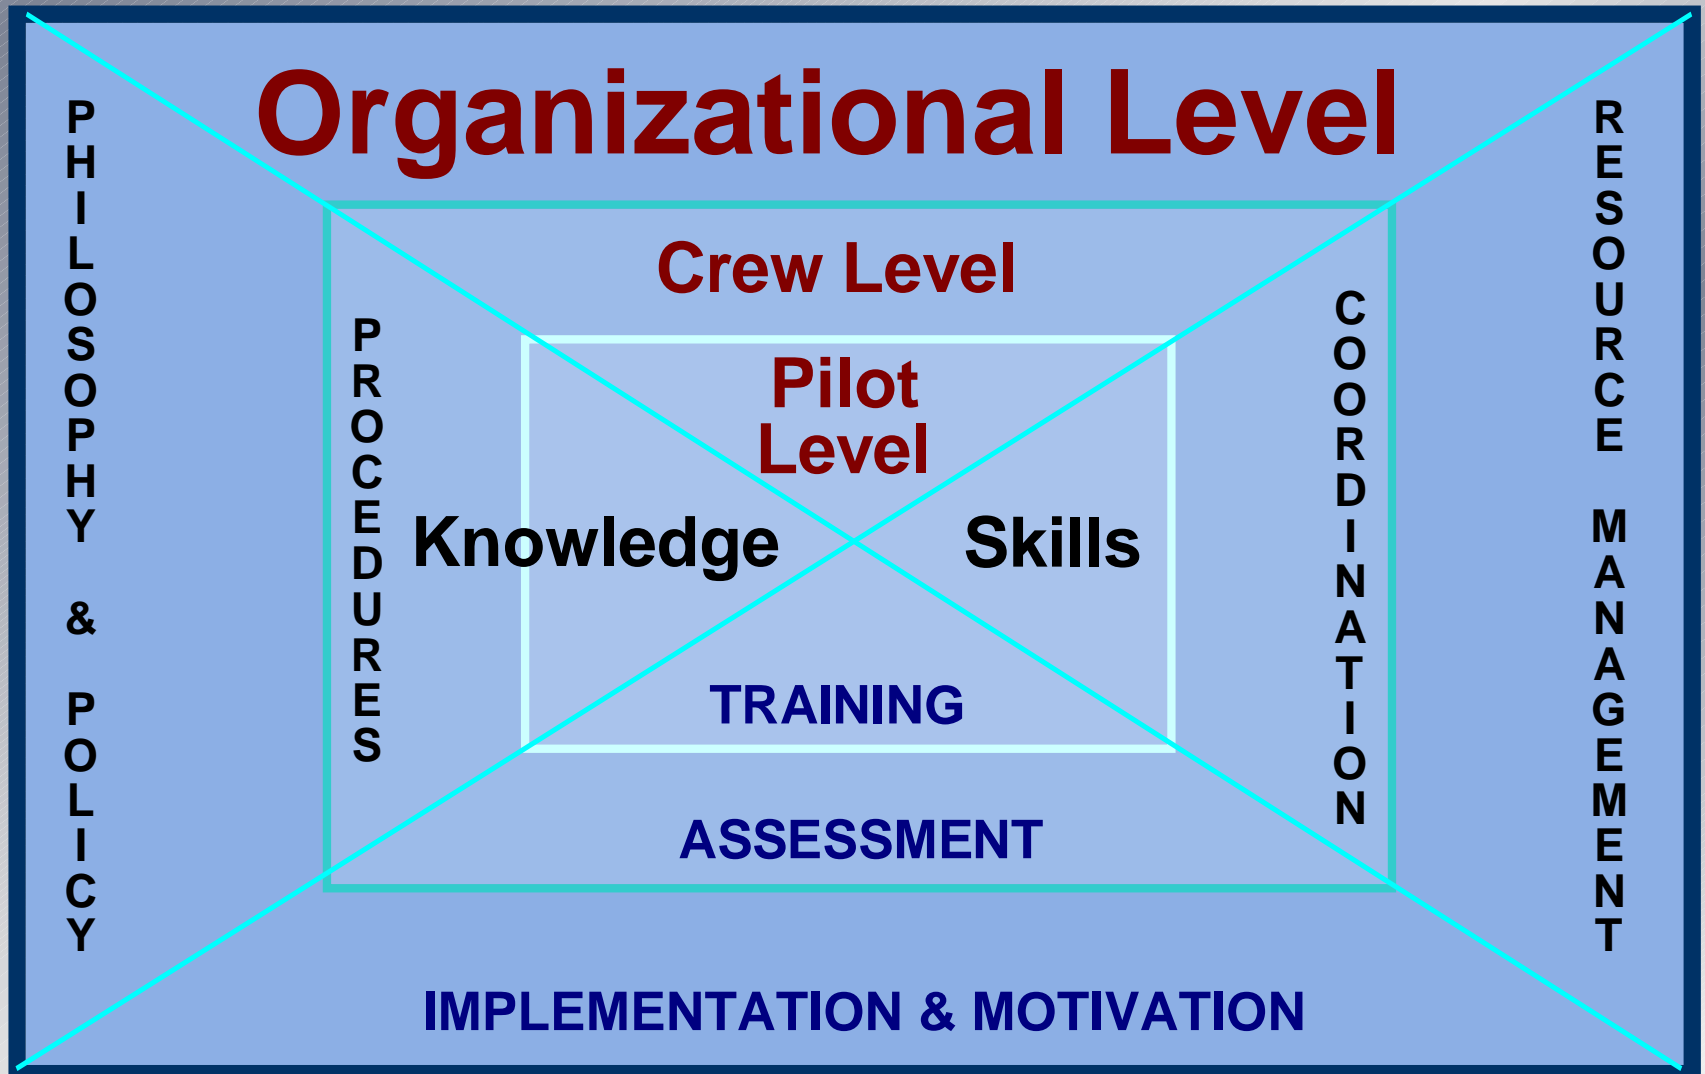 Organizational Level
PHILOSOPHY & POLICY
RESOURCE MANAGEMENT
Crew Level
PROCEDURES
COORDINATION
Pilot
Level
Knowledge
Skills
TRAINING
ASSESSMENT
IMPLEMENTATION & MOTIVATION